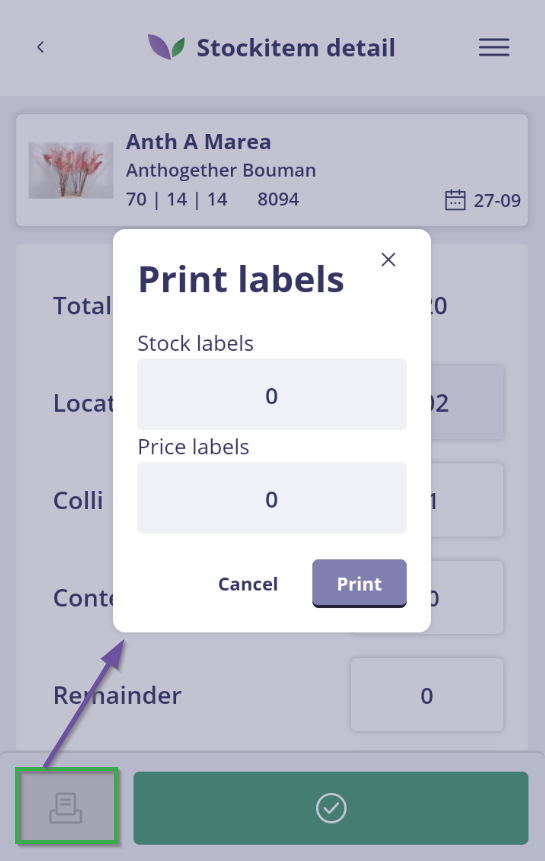 Stockitem detail
Anth A Marea
Anthogether Bouman
70 | 14 | 14 8094
27-09
Print labels
Total
20
Stock labels
0
Locat
02
Price labels
0
Colli
1
Conte
0
Cancel
Print
Remainder
0